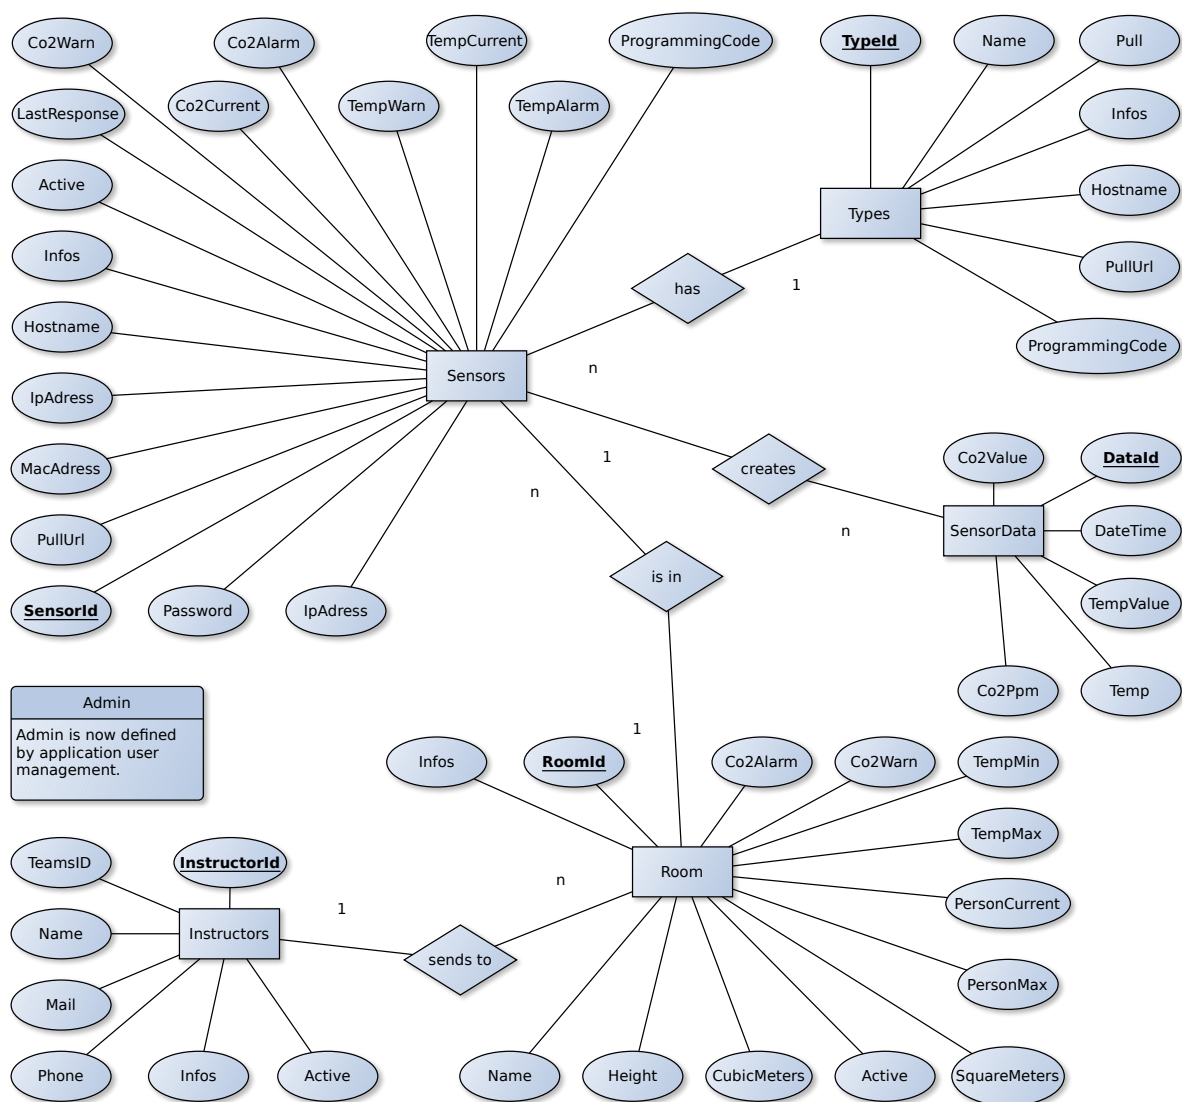 Co2Warn
Co2Alarm
TempCurrent
ProgrammingCode
TypeId
Name
Pull
LastResponse
Co2Current
TempWarn
TempAlarm
Infos
Active
Hostname
Types
Infos
PullUrl
has
1
Hostname
ProgrammingCode
Sensors
n
IpAdress
MacAdress
1
creates
Co2Value
DataId
n
PullUrl
n
SensorData
DateTime
is in
SensorId
Password
IpAdress
TempValue
Co2Ppm
Temp
Admin
Admin is now defined
by application user
management.
1
Infos
RoomId
Co2Alarm
Co2Warn
TempMin
TempMax
TeamsID
InstructorId
Room
n
1
PersonCurrent
Name
Instructors
sends to
PersonMax
Mail
Phone
Infos
Active
Name
Height
CubicMeters
Active
SquareMeters